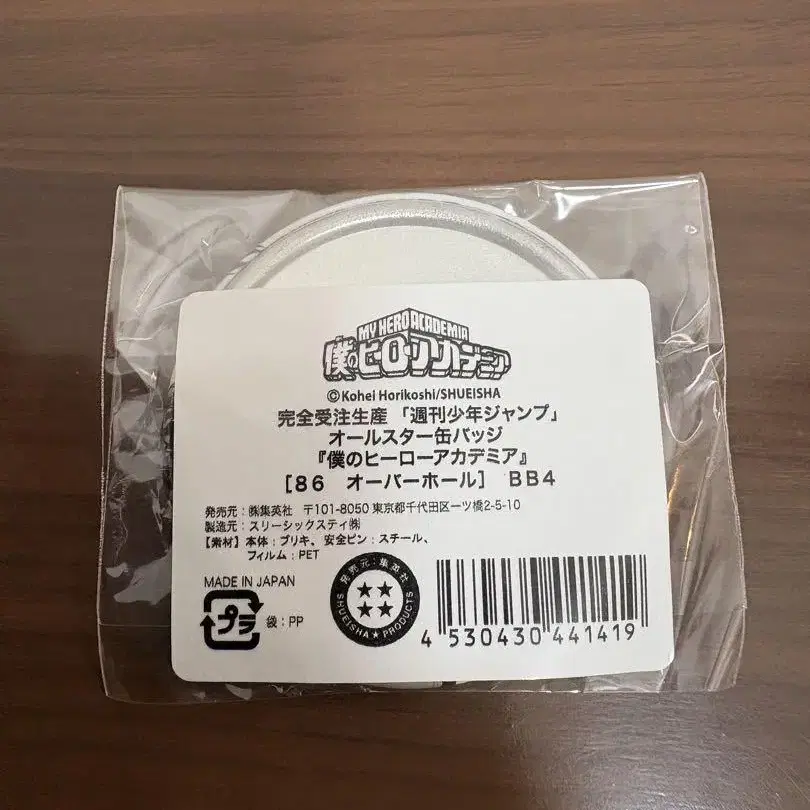 MY HERO ACADEMIA
僕のヒーローアカデミア
©Kohei Horikoshi/SHUEISHA
完全受注生産 「週刊少年ジャンプ」
オールスター缶バッジ
『僕のヒーローアカデミア』
[86 オーバーホール] BB4
発売元:㈱集英社 〒101-8050 東京都千代田区一ツ橋2-5-10
製造元:スリーシックスティ㈱
【素材】本体:ブリキ、安全ピン:スチール、
フィルム:PET
MADE IN JAPAN
プラ
袋:PP
発売元:集英社
SHUEISHA★PRODUCTS
4 530430 441419